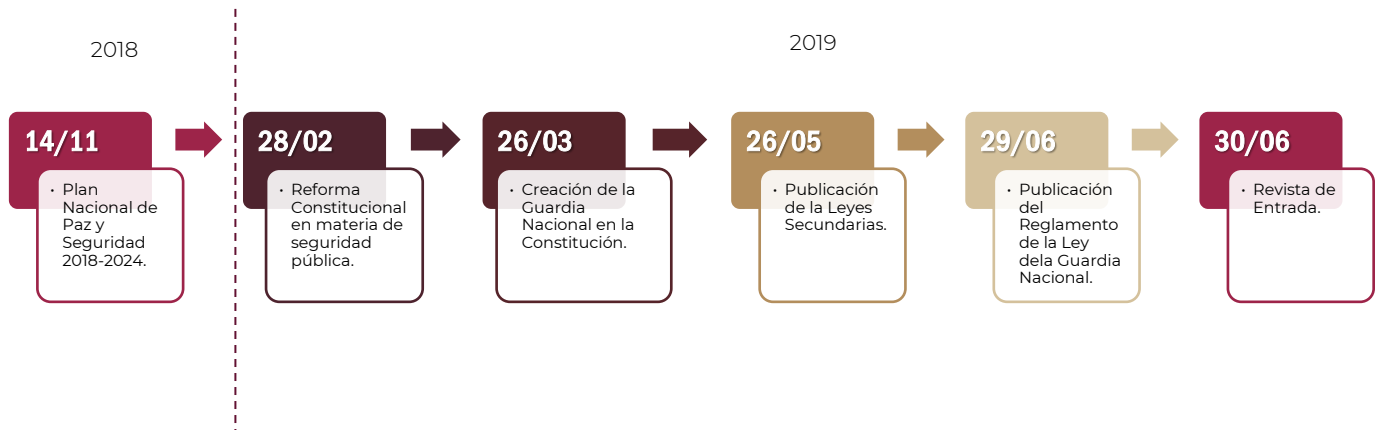 2018
2019
14/11
· Plan
Nacional de
Paz y
Seguridad
2018-2024.
28/02
· Reforma
Constitucional
en materia de
seguridad
pública.
26/03
· Creación de la
Guardia
Nacional en la
Constitución.
26/05
· Publicación
de la Leyes
Secundarias.
29/06
· Publicación
del
Reglamento
de la Ley
dela Guardia
Nacional.
30/06
· Revista de
Entrada.